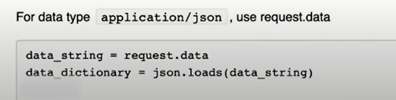 For data type application/json , use request.data
data_string = request.data
data_dictionary = json.loads(data_string)